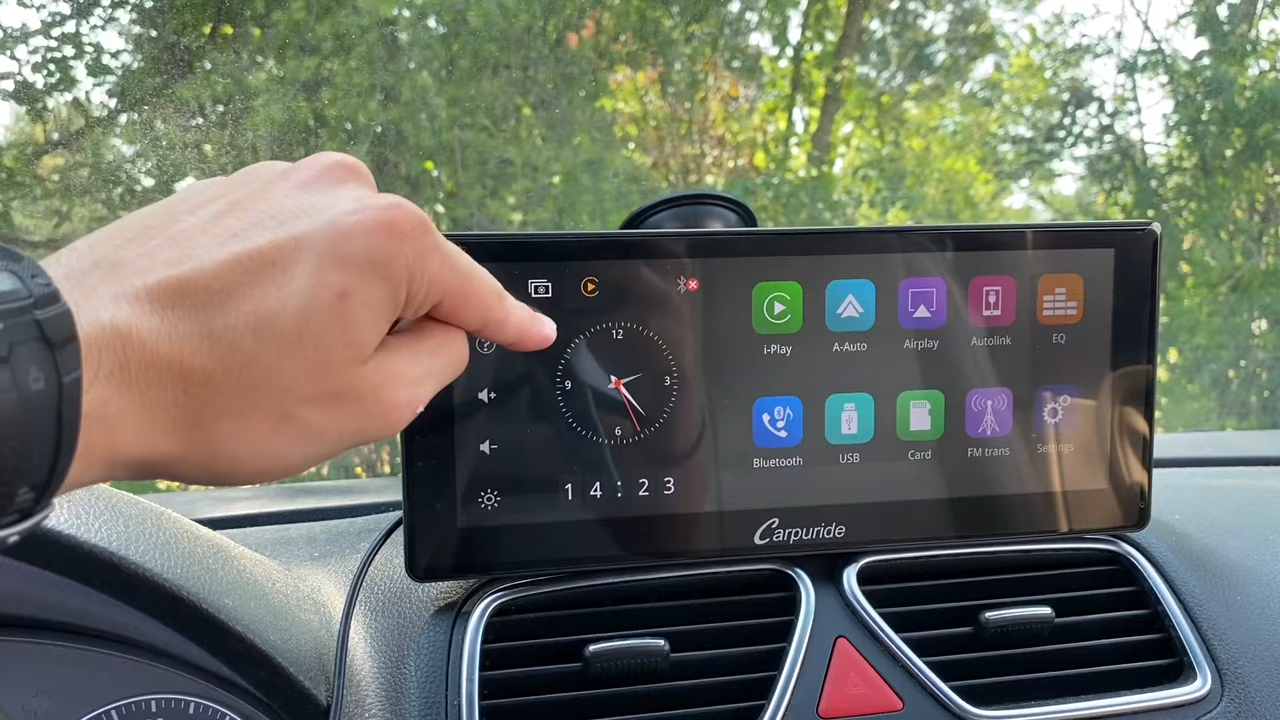 12
9 3
6
14:23
i-Play A-Auto Airplay Autolink EQ
Bluetooth USB Card FM trans Settings
Carpuride